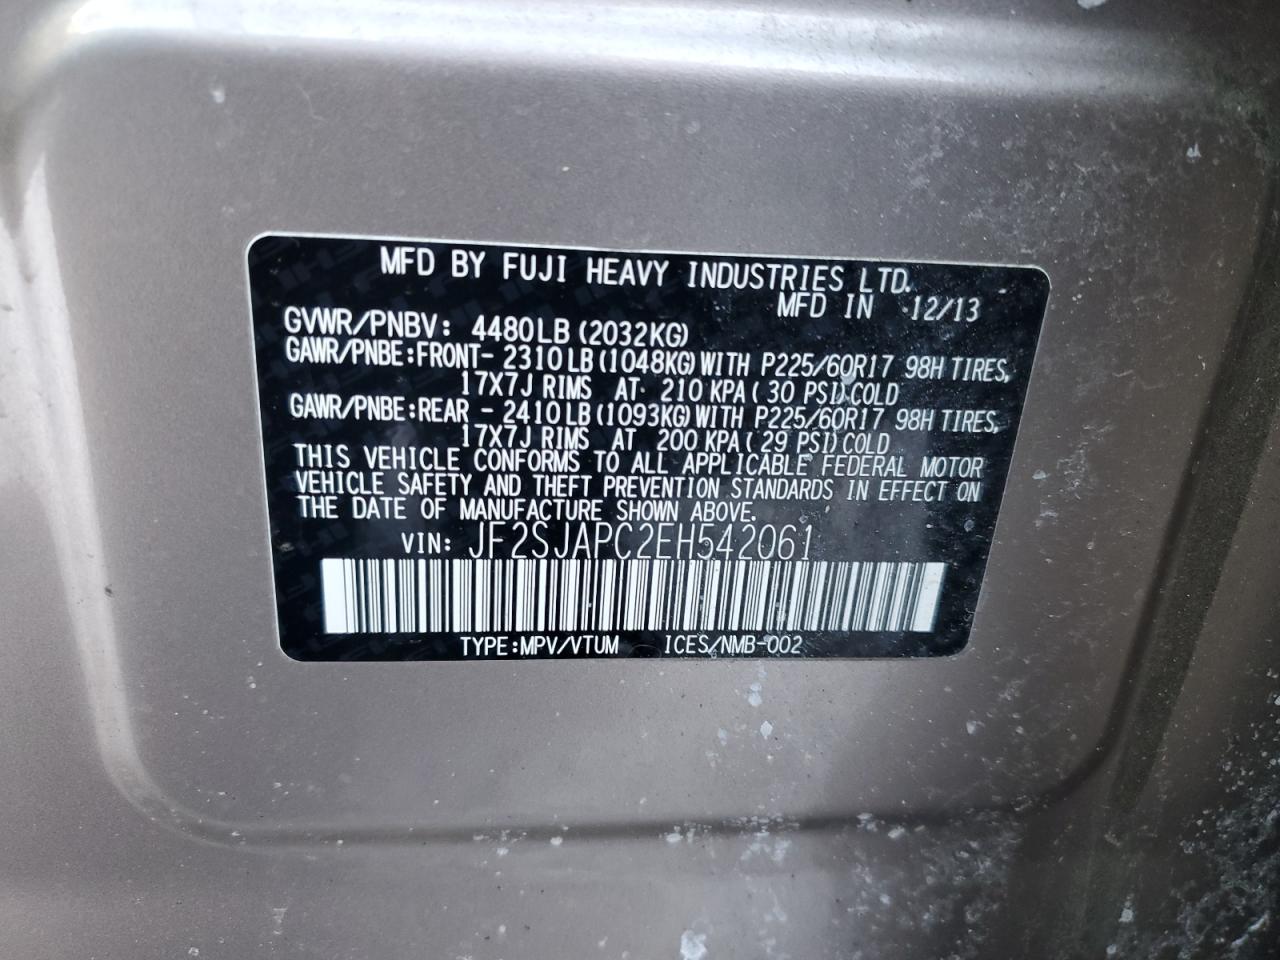 MFD BY FUJI HEAVY INDUSTRIES LTD.
MFD IN 12/13
GVWR/PNBV: 4480LB (2032KG)
GAWR/PNBE:FRONT- 2310LB(1048KG)WITH P225/60R17 98H TIRES,
17X7J RIMS AT 210 KPA( 30 PSI)COLD
GAWR/PNBE:REAR - 2410LB(1093KG)WITH P225/60R17 98H TIRES,
17X7J RIMS AT 200 KPA( 29 PSI)COLD
THIS VEHICLE CONFORMS TO ALL APPLICABLE FEDERAL MOTOR
VEHICLE SAFETY AND THEFT PREVENTION STANDARDS IN EFFECT ON
THE DATE OF MANUFACTURE SHOWN ABOVE.
VIN: JF2SJAPC2EH542061
TYPE:MPV/VTUM ICES/NMB-002